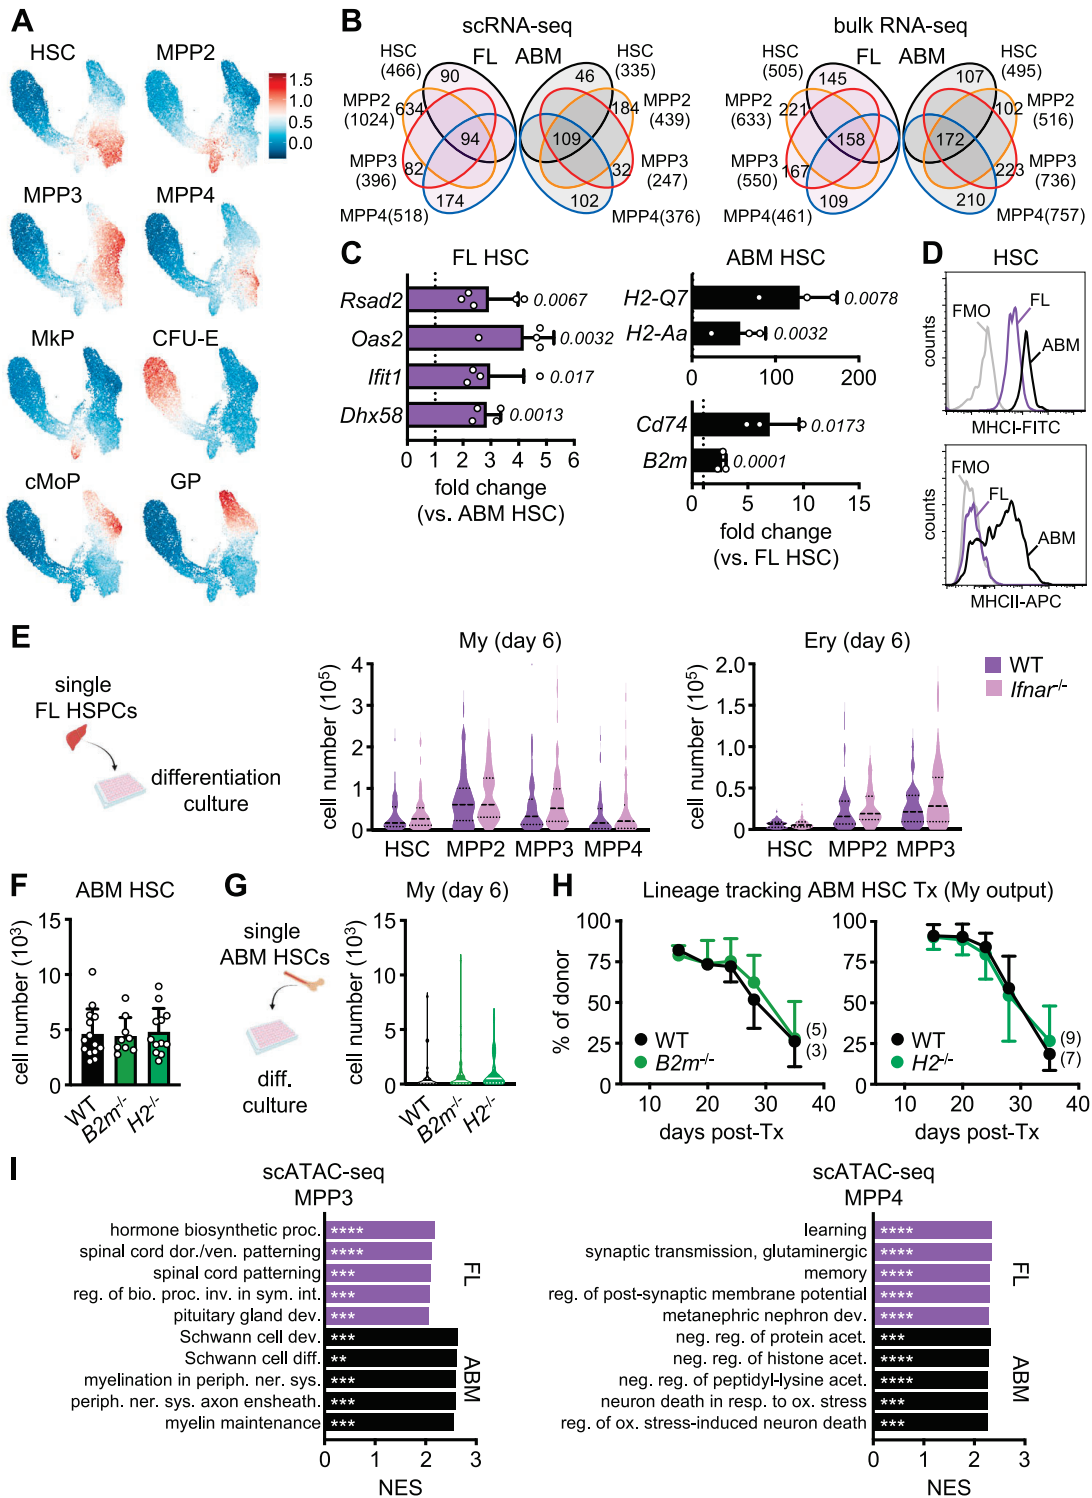 A
HSC
MPP2
1.5
1.0
0.5
0.0
MPP3
MPP4
MkP
CFU-E
cMoP
GP
B
scRNA-seq
HSC
(466)
90
FL
ABM
46
HSC
(335)
MPP2
(1024)
634
184
MPP2
(439)
94
109
MPP3
(396)
82
32
MPP3
(247)
174
102
MPP4(518)
MPP4(376)
bulk RNA-seq
HSC
(505)
145
FL
ABM
107
HSC
(495)
MPP2
(633)
221
102
MPP2
(516)
158
172
MPP3
(550)
167
223
MPP3
(736)
109
210
MPP4(461)
MPP4(757)
C
FL HSC
Rsad2
0.0067
Oas2
0.0032
Ifit1
0.017
Dhx58
0.0013
0 1 2 3 4 5 6
fold change
(vs. ABM HSC)
ABM HSC
H2-Q7
0.0078
H2-Aa
0.0032
0 100 200
Cd74
0.0173
B2m
0.0001
0 5 10 15
fold change
(vs. FL HSC)
D
HSC
counts
FMO
FL
ABM
MHCI-FITC
counts
FMO
FL
ABM
MHCII-APC
E
single
FL HSPCs
differentiation
culture
My (day 6)
cell number (10⁵)
4
3
2
1
0
HSC MPP2 MPP3 MPP4
Ery (day 6)
cell number (10⁵)
2.0
1.5
1.0
0.5
0
HSC MPP2 MPP3
WT
Ifnar-/-
F
ABM HSC
cell number (10³)
15
10
5
0
WT
B2m-/-
H2-/-
G
single
ABM HSCs
diff.
culture
My (day 6)
cell number (10³)
15
10
5
0
WT
B2m-/-
H2-/-
H
Lineage tracking ABM HSC Tx (My output)
% of donor
100
75
50
25
0
WT
B2m-/-
(5)
(3)
10 20 30 40
days post-Tx
100
75
50
25
0
WT
H2-/-
(9)
(7)
10 20 30 40
days post-Tx
I
scATAC-seq
MPP3
hormone biosynthetic proc. ****
spinal cord dor./ven. patterning ****
spinal cord patterning ***
reg. of bio. proc. inv. in sym. int. ***
pituitary gland dev. ***
Schwann cell dev. ***
Schwann cell diff. **
myelination in periph. ner. sys. ***
periph. ner. sys. axon ensheath. ***
myelin maintenance ***
FL
ABM
0 1 2 3
NES
scATAC-seq
MPP4
learning ****
synaptic transmission, glutaminergic ****
memory ****
reg. of post-synaptic membrane potential ****
metanephric nephron dev. ****
neg. reg. of protein acet. ***
neg. reg. of histone acet. ****
neg. reg. of peptidyl-lysine acet. ****
neuron death in resp. to ox. stress ***
reg. of ox. stress-induced neuron death ***
FL
ABM
0 1 2 3
NES